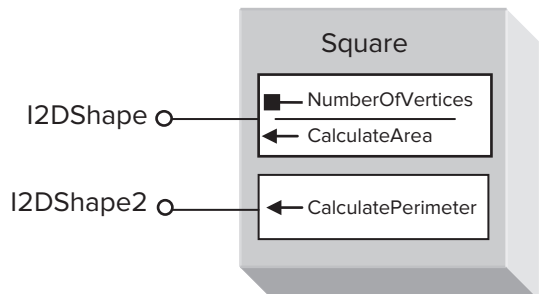 Square
NumberOfVertices
I2DShape
CalculateArea
I2DShape2
CalculatePerimeter